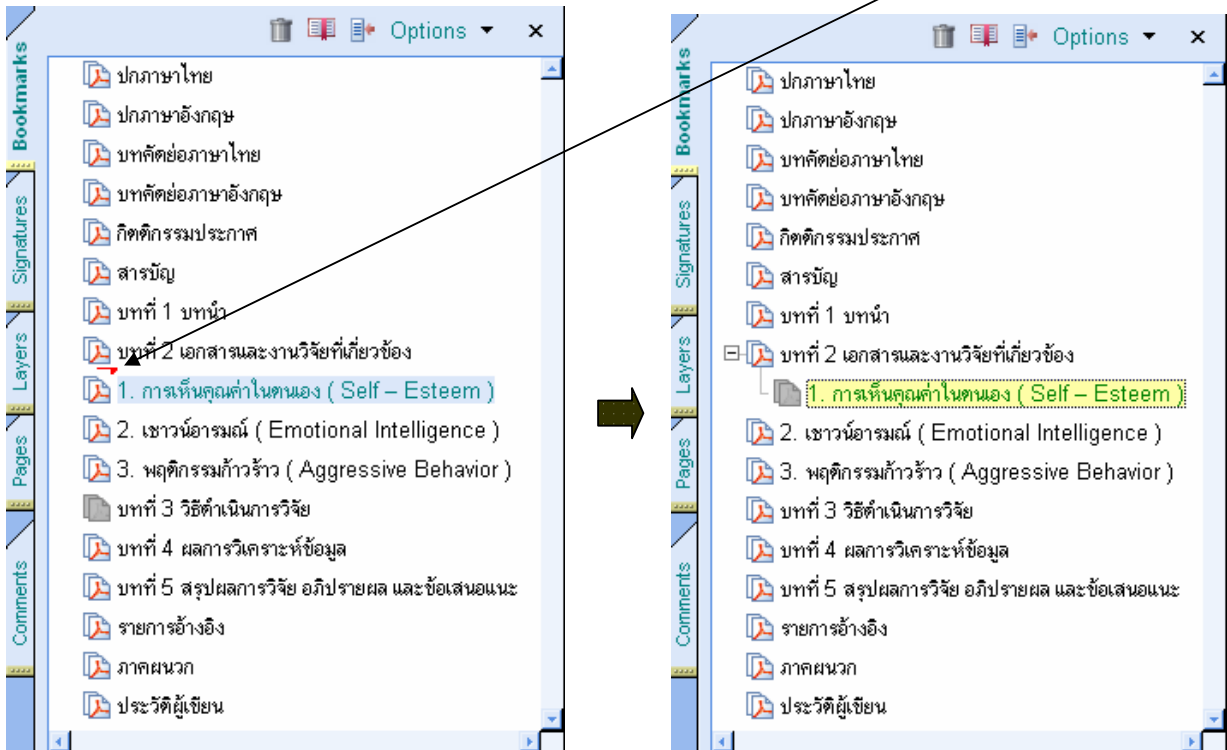 Options
Bookmarks
Signatures
Layers
Pages
Comments
ปกภาษาไทย
ปกภาษาอังกฤษ
บทคัดย่อภาษาไทย
บทคัดย่อภาษาอังกฤษ
กิตติกรรมประกาศ
สารบัญ
บทที่ 1 บทนำ
บทที่ 2 เอกสารและงานวิจัยที่เกี่ยวข้อง
1. การเห็นคุณค่าในตนเอง ( Self – Esteem )
2. เชาวน์อารมณ์ ( Emotional Intelligence )
3. พฤติกรรมก้าวร้าว ( Aggressive Behavior )
บทที่ 3 วิธีดำเนินการวิจัย
บทที่ 4 ผลการวิเคราะห์ข้อมูล
บทที่ 5 สรุปผลการวิจัย อภิปรายผล และข้อเสนอแนะ
รายการอ้างอิง
ภาคผนวก
ประวัติผู้เขียน
Options
Bookmarks
Signatures
Layers
Pages
Comments
ปกภาษาไทย
ปกภาษาอังกฤษ
บทคัดย่อภาษาไทย
บทคัดย่อภาษาอังกฤษ
กิตติกรรมประกาศ
สารบัญ
บทที่ 1 บทนำ
บทที่ 2 เอกสารและงานวิจัยที่เกี่ยวข้อง
1. การเห็นคุณค่าในตนเอง ( Self – Esteem )
2. เชาวน์อารมณ์ ( Emotional Intelligence )
3. พฤติกรรมก้าวร้าว ( Aggressive Behavior )
บทที่ 3 วิธีดำเนินการวิจัย
บทที่ 4 ผลการวิเคราะห์ข้อมูล
บทที่ 5 สรุปผลการวิจัย อภิปรายผล และข้อเสนอแนะ
รายการอ้างอิง
ภาคผนวก
ประวัติผู้เขียน